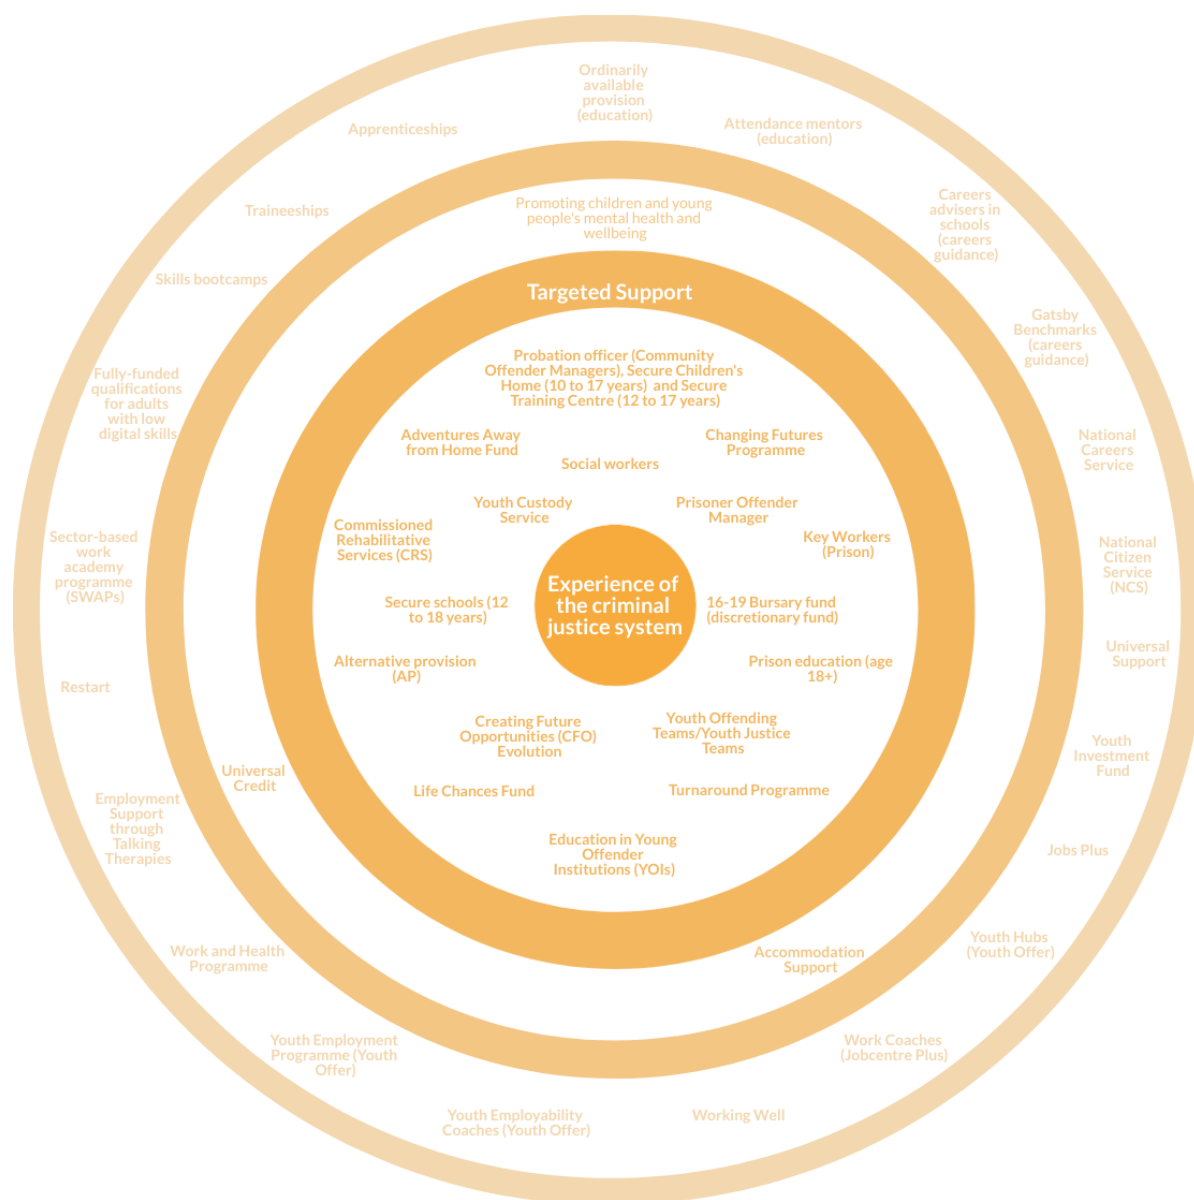 Ordinarily
available
provision
(education)
Attendance mentors
(education)
Apprenticeships
Careers
advisers in
schools
(careers
guidance)
Traineeships
Skills bootcamps
Gatsby
Benchmarks
(careers
guidance)
Fully-funded
qualifications
for adults
with low
digital skills
National
Careers
Service
Sector-based
work
academy
programme
(SWAPs)
National
Citizen
Service
(NCS)
Universal
Support
Restart
Youth
Investment
Fund
Employment
Support
through
Talking
Therapies
Jobs Plus
Youth Hubs
(Youth Offer)
Work and Health
Programme
Youth Employment
Programme (Youth
Offer)
Work Coaches
(Jobcentre Plus)
Youth Employability
Coaches (Youth Offer)
Working Well
Promoting children and young
people's mental health and
wellbeing
Universal
Credit
Accommodation
Support
Targeted Support
Probation officer (Community
Offender Managers), Secure Children's
Home (10 to 17 years) and Secure
Training Centre (12 to 17 years)
Adventures Away
from Home Fund
Social workers
Changing Futures
Programme
Youth Custody
Service
Prisoner Offender
Manager
Commissioned
Rehabilitative
Services (CRS)
Key Workers
(Prison)
Secure schools (12
to 18 years)
Experience of
the criminal
justice system
16-19 Bursary fund
(discretionary fund)
Alternative provision
(AP)
Prison education (age
18+)
Creating Future
Opportunities (CFO)
Evolution
Youth Offending
Teams/Youth Justice
Teams
Life Chances Fund
Turnaround Programme
Education in Young
Offender
Institutions (YOIs)